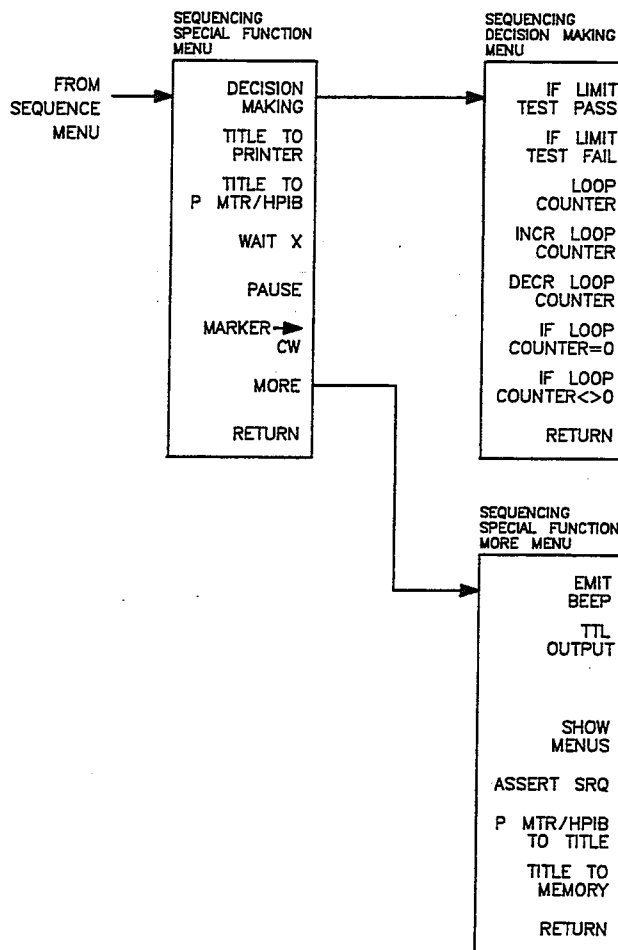 SEQUENCING
SPECIAL FUNCTION
MENU
FROM
SEQUENCE
MENU
DECISION
MAKING
TITLE TO
PRINTER
TITLE TO
P MTR/HPIB
WAIT X
PAUSE
MARKER→
CW
MORE
RETURN
SEQUENCING
DECISION MAKING
MENU
IF LIMIT
TEST PASS
IF LIMIT
TEST FAIL
LOOP
COUNTER
INCR LOOP
COUNTER
DECR LOOP
COUNTER
IF LOOP
COUNTER=0
IF LOOP
COUNTER<>0
RETURN
SEQUENCING
SPECIAL FUNCTION
MORE MENU
EMIT
BEEP
TTL
OUTPUT
SHOW
MENUS
ASSERT SRQ
P MTR/HPIB
TO TITLE
TITLE TO
MEMORY
RETURN